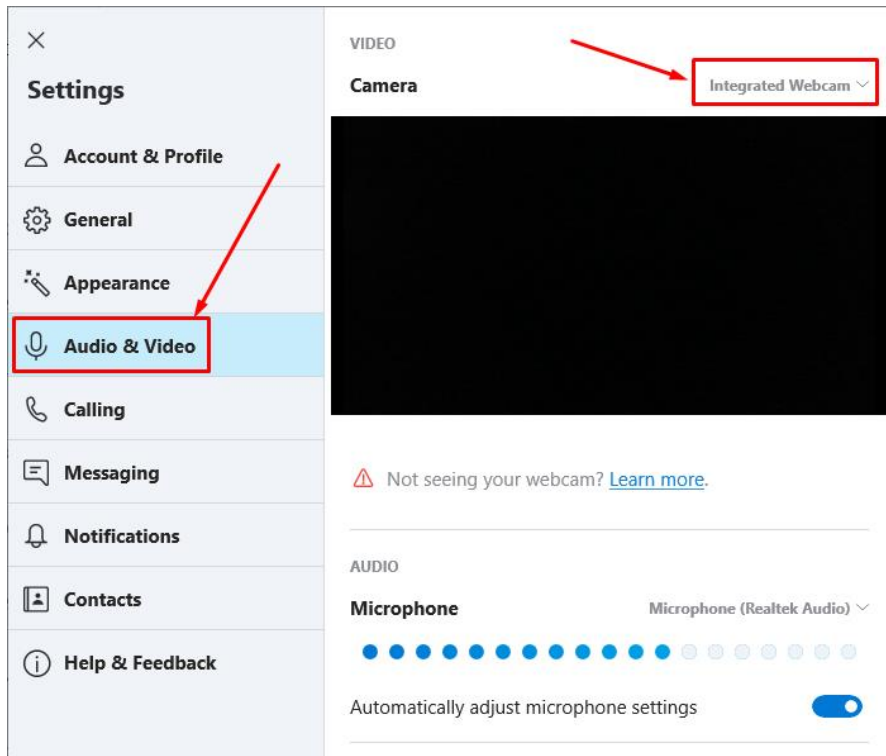 Settings
Account & Profile
General
Appearance
Audio & Video
Calling
Messaging
Notifications
Contacts
Help & Feedback
VIDEO
Camera
Integrated Webcam
Not seeing your webcam? Learn more.
AUDIO
Microphone
Microphone (Realtek Audio)
Automatically adjust microphone settings